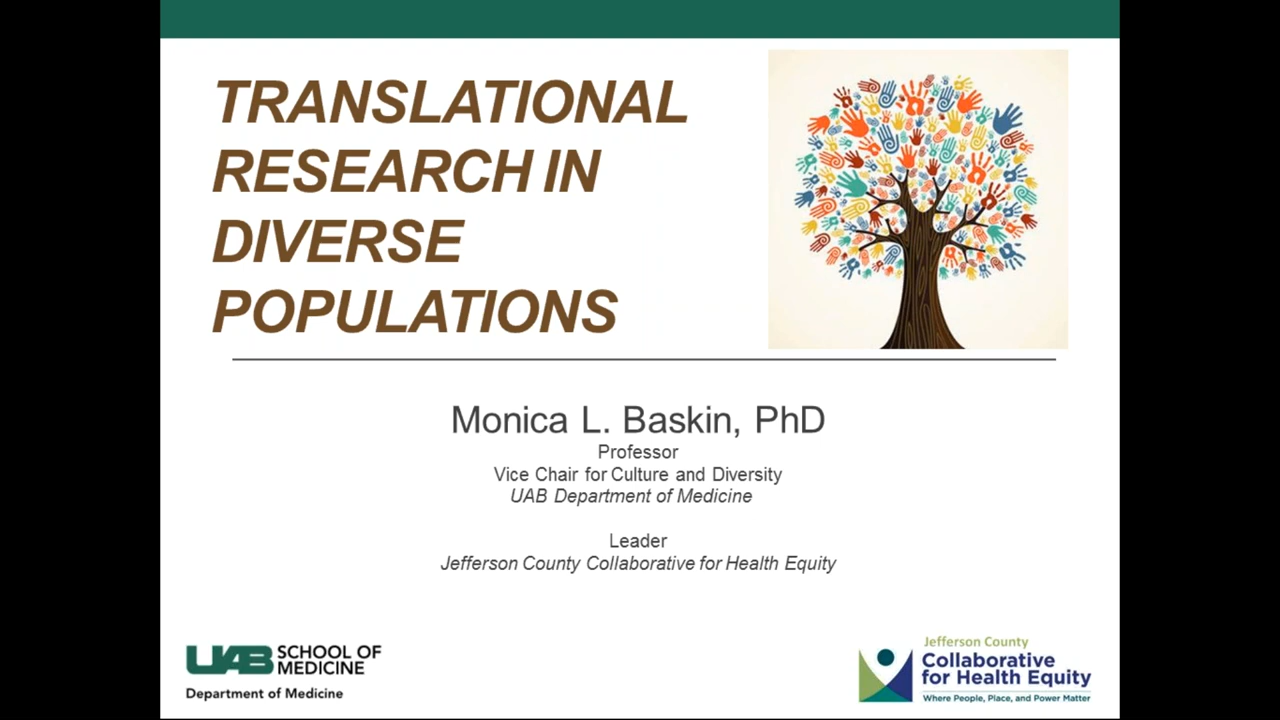 TRANSLATIONAL
RESEARCH IN
DIVERSE
POPULATIONS
Monica L. Baskin, PhD
Professor
Vice Chair for Culture and Diversity
UAB Department of Medicine
Leader
Jefferson County Collaborative for Health Equity
UAB SCHOOL OF
MEDICINE
Department of Medicine
Jefferson County
Collaborative
for Health Equity
Where People, Place, and Power Matter